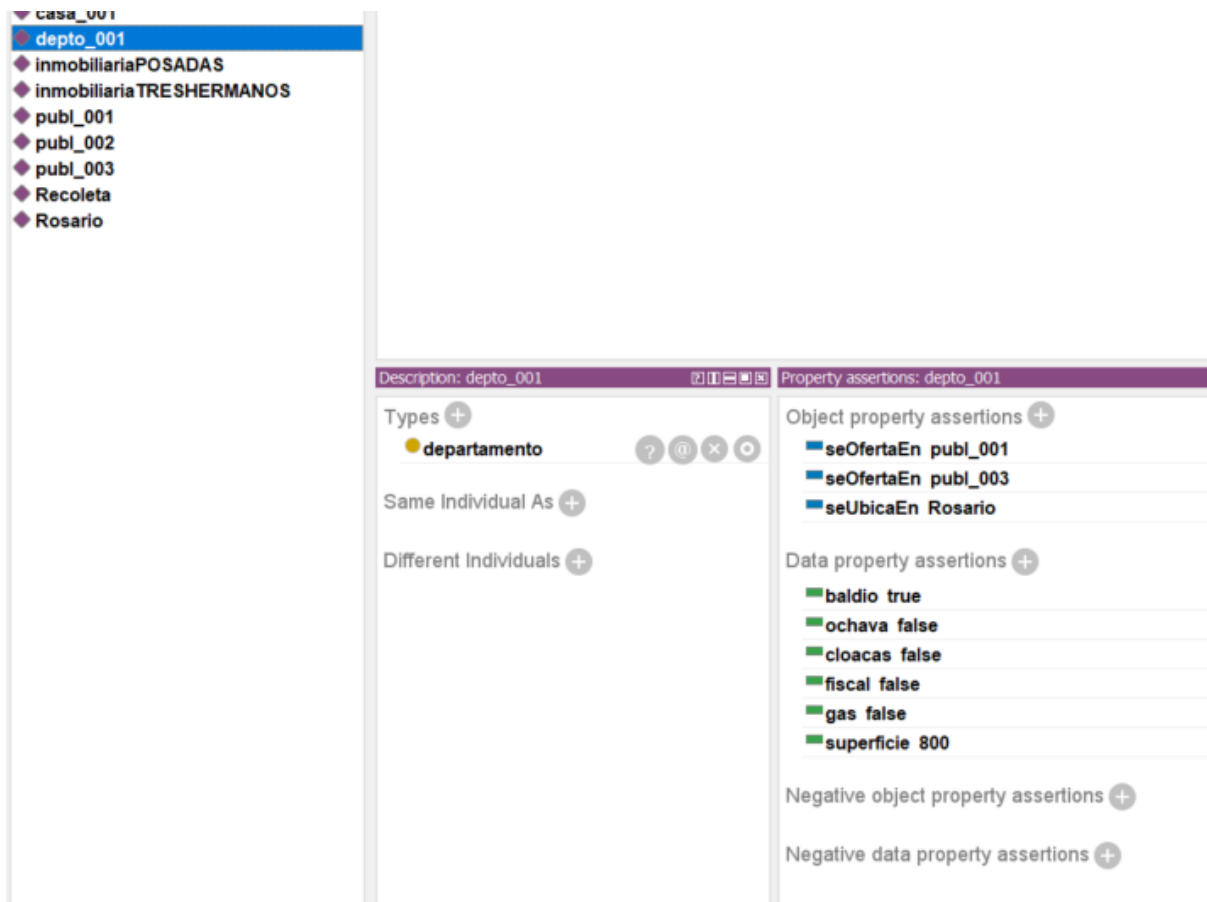 casa_001
depto_001
inmobiliariaPOSADAS
inmobiliariaTRESHERMANOS
publ_001
publ_002
publ_003
Recoleta
Rosario
Description: depto_001
Types
departamento
Same Individual As
Different Individuals
Property assertions: depto_001
Object property assertions
seOfertaEn publ_001
seOfertaEn publ_003
seUbicaEn Rosario
Data property assertions
baldio true
ochava false
cloacas false
fiscal false
gas false
superficie 800
Negative object property assertions
Negative data property assertions